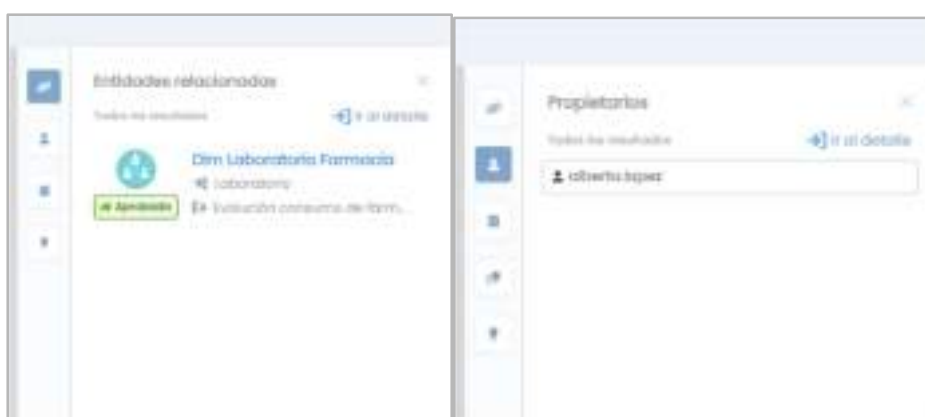 Entidades relacionadas
Todos los resultados
Ir al detalle
Dim Laboratorio Farmacia
Laboratorio
Aprobado
Evolución consumo de farm...
Propietarios
Todos los resultados
Ir al detalle
alberto.lopez